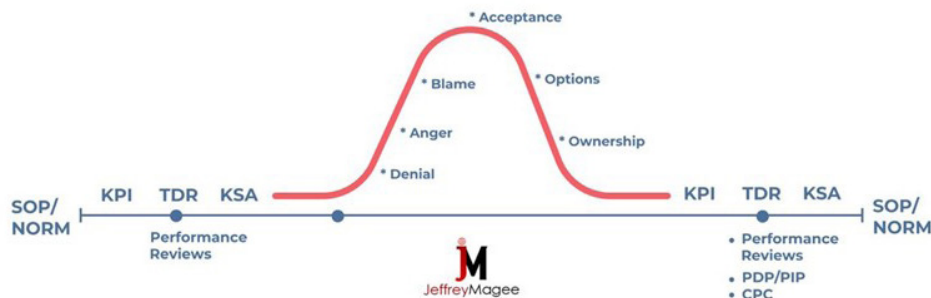 * Acceptance
* Blame
* Options
* Anger
* Ownership
* Denial
KPI TDR KSA
KPI TDR KSA
SOP/
NORM
SOP/
NORM
Performance
Reviews
• Performance
Reviews
• PDP/PIP
• CPC
JM
JeffreyMagee